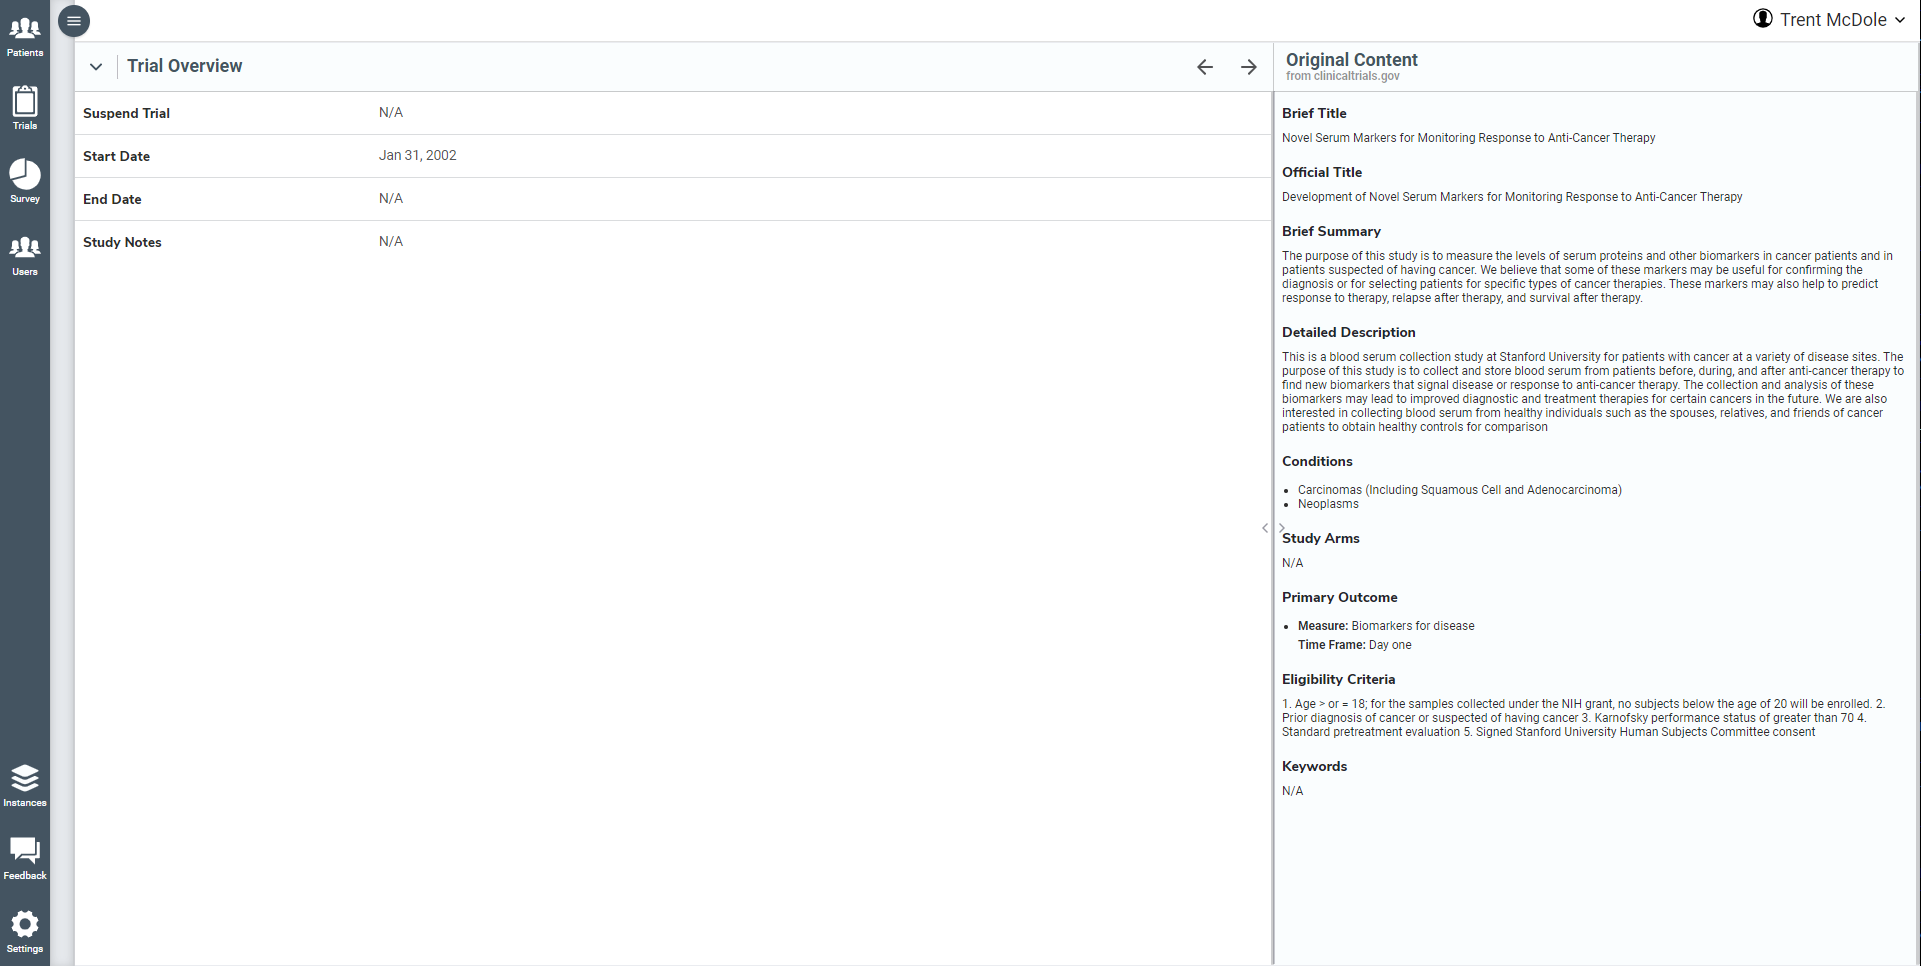 Patients
Trials
Survey
Users
Instances
Feedback
Settings
Trent McDole
Trial Overview
Suspend Trial N/A
Start Date Jan 31, 2002
End Date N/A
Study Notes N/A
Original Content
from clinicaltrials.gov
Brief Title
Novel Serum Markers for Monitoring Response to Anti-Cancer Therapy
Official Title
Development of Novel Serum Markers for Monitoring Response to Anti-Cancer Therapy
Brief Summary
The purpose of this study is to measure the levels of serum proteins and other biomarkers in cancer patients and in
patients suspected of having cancer. We believe that some of these markers may be useful for confirming the
diagnosis or for selecting patients for specific types of cancer therapies. These markers may also help to predict
response to therapy, relapse after therapy, and survival after therapy.
Detailed Description
This is a blood serum collection study at Stanford University for patients with cancer at a variety of disease sites. The
purpose of this study is to collect and store blood serum from patients before, during, and after anti-cancer therapy to
find new biomarkers that signal disease or response to anti-cancer therapy. The collection and analysis of these
biomarkers may lead to improved diagnostic and treatment therapies for certain cancers in the future. We are also
interested in collecting blood serum from healthy individuals such as the spouses, relatives, and friends of cancer
patients to obtain healthy controls for comparison
Conditions
• Carcinomas (Including Squamous Cell and Adenocarcinoma)
• Neoplasms
Study Arms
N/A
Primary Outcome
• Measure: Biomarkers for disease
Time Frame: Day one
Eligibility Criteria
1. Age > or = 18; for the samples collected under the NIH grant, no subjects below the age of 20 will be enrolled. 2.
Prior diagnosis of cancer or suspected of having cancer 3. Karnofsky performance status of greater than 70 4.
Standard pretreatment evaluation 5. Signed Stanford University Human Subjects Committee consent
Keywords
N/A